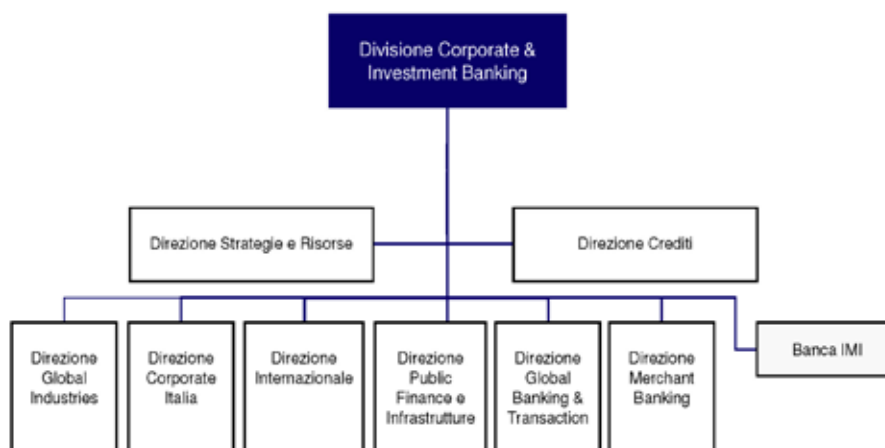 Divisione Corporate &
Investment Banking
Direzione Strategie e Risorse
Direzione Crediti
Direzione
Global
Industries
Direzione
Corporate
Italia
Direzione
Internazionale
Direzione
Public
Finance e
Infrastrutture
Direzione
Global
Banking &
Transaction
Direzione
Merchant
Banking
Banca IMI